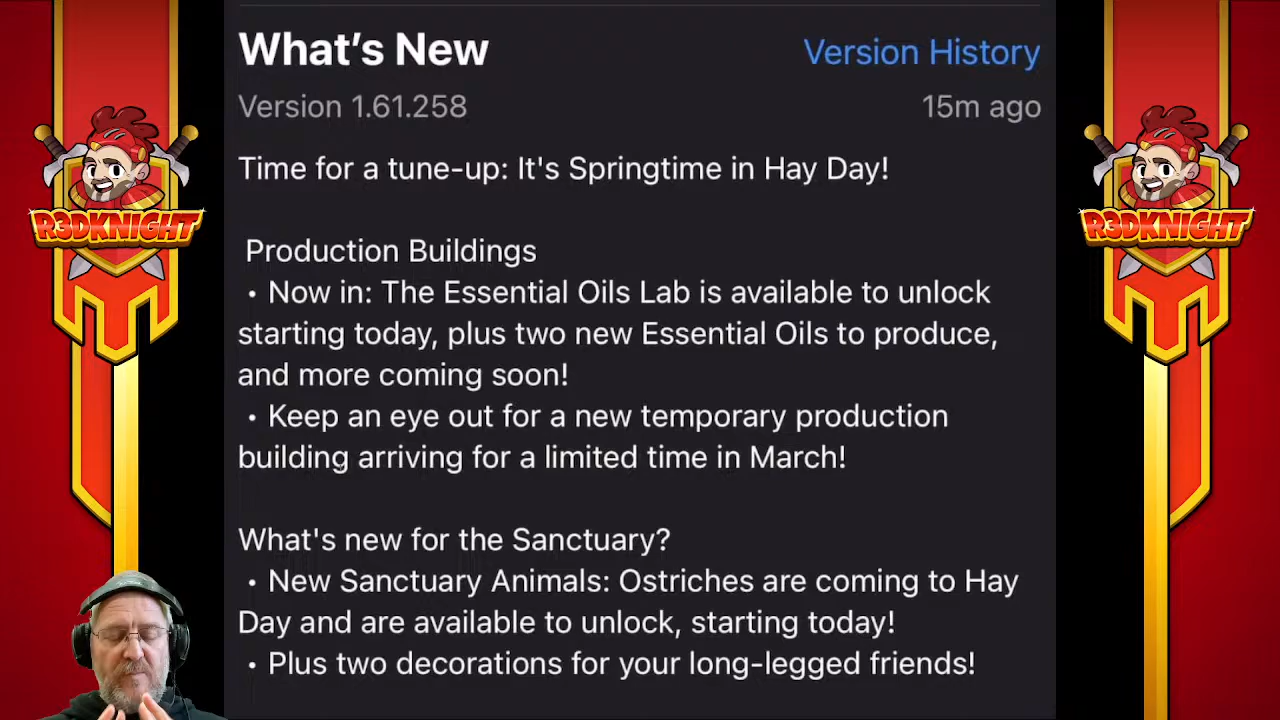 What's New
Version History
Version 1.61.258
15m ago
Time for a tune-up: It's Springtime in Hay Day!
Production Buildings
• Now in: The Essential Oils Lab is available to unlock
starting today, plus two new Essential Oils to produce,
and more coming soon!
• Keep an eye out for a new temporary production
building arriving for a limited time in March!
What's new for the Sanctuary?
• New Sanctuary Animals: Ostriches are coming to Hay
Day and are available to unlock, starting today!
• Plus two decorations for your long-legged friends!
R3DKNIGHT
R3DKNIGHT